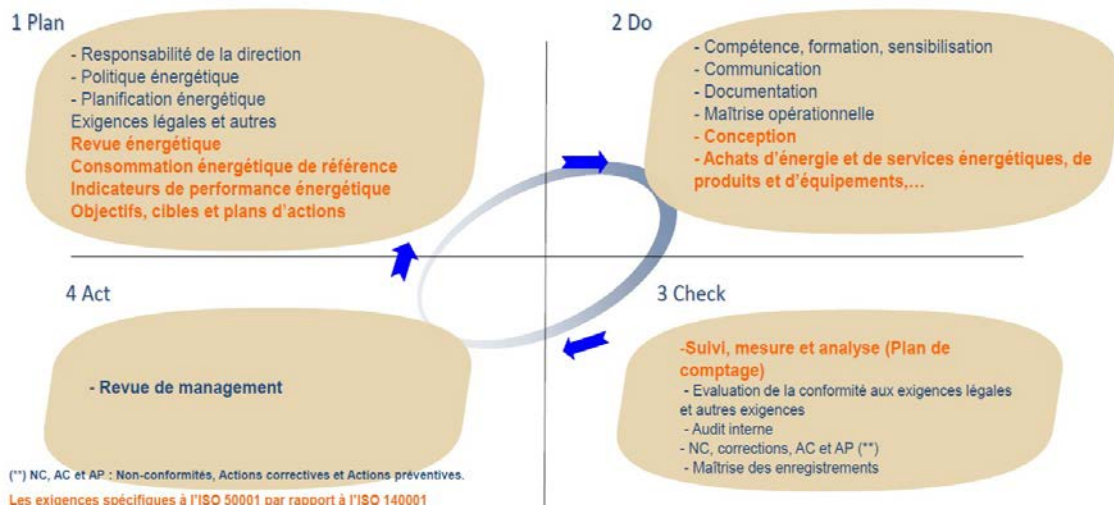 1 Plan
- Responsabilité de la direction
- Politique énergétique
- Planification énergétique
Exigences légales et autres
Revue énergétique
Consommation énergétique de référence
Indicateurs de performance énergétique
Objectifs, cibles et plans d'actions
2 Do
- Compétence, formation, sensibilisation
- Communication
- Documentation
- Maîtrise opérationnelle
- Conception
- Achats d'énergie et de services énergétiques, de
produits et d'équipements,...
4 Act
- Revue de management
3 Check
-Suivi, mesure et analyse (Plan de
comptage)
- Evaluation de la conformité aux exigences légales
et autres exigences
- Audit interne
- NC, corrections, AC et AP (**)
- Maîtrise des enregistrements
(**) NC, AC et AP : Non-conformités, Actions correctives et Actions préventives.
Les exigences spécifiques à l'ISO 50001 par rapport à l'ISO 140001